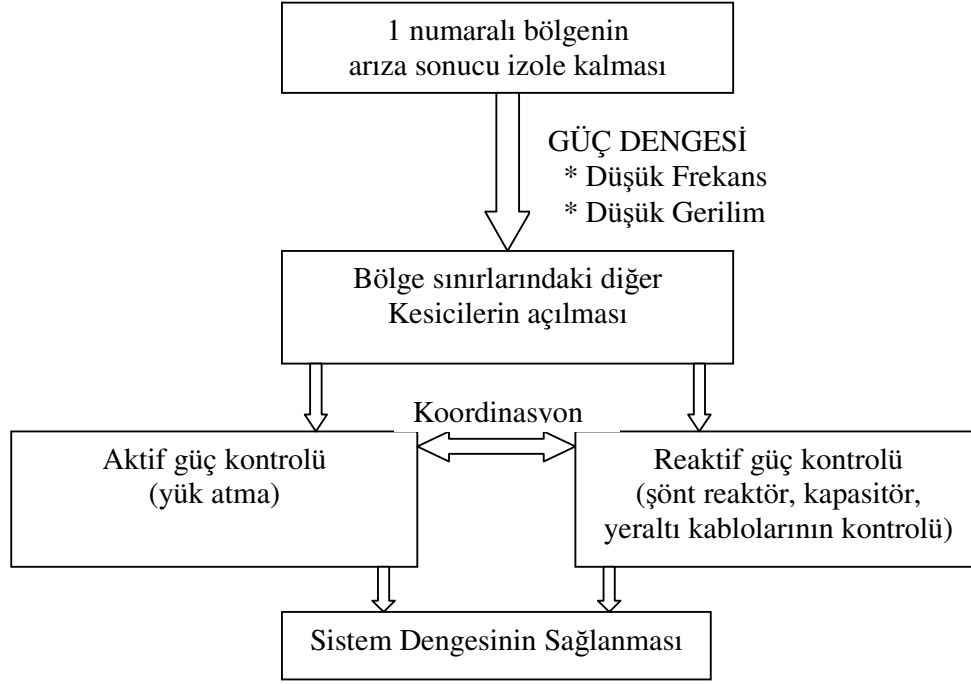 1 numaralı bölgenin
arıza sonucu izole kalması
GÜÇ DENGESİ
* Düşük Frekans
* Düşük Gerilim
Bölge sınırlarındaki diğer
Kesicilerin açılması
Koordinasyon
Aktif güç kontrolü
(yük atma)
Reaktif güç kontrolü
(şönt reaktör, kapasitör,
yeraltı kablolarının kontrolü)
Sistem Dengesinin Sağlanması